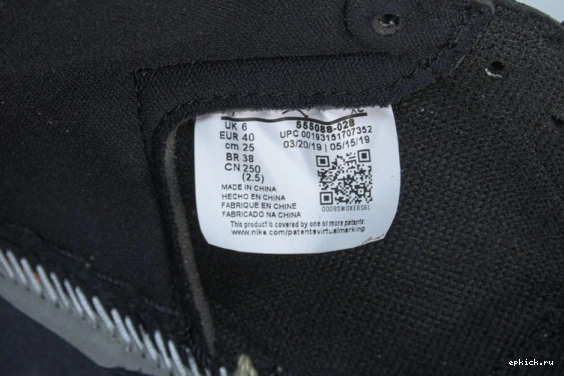 UK 6
EUR 40
cm 25
BR 38
CN 250
(2.5)
555088-028
UPC 00193151707352
03/20/19 | 05/15/19
MADE IN CHINA
HECHO EN CHINA
FABRIQUE EN CHINE
FABRICADO NA CHINA
This product is covered by one or more patents
www.nike.com/patentsvirtualmarking
epkick.ru